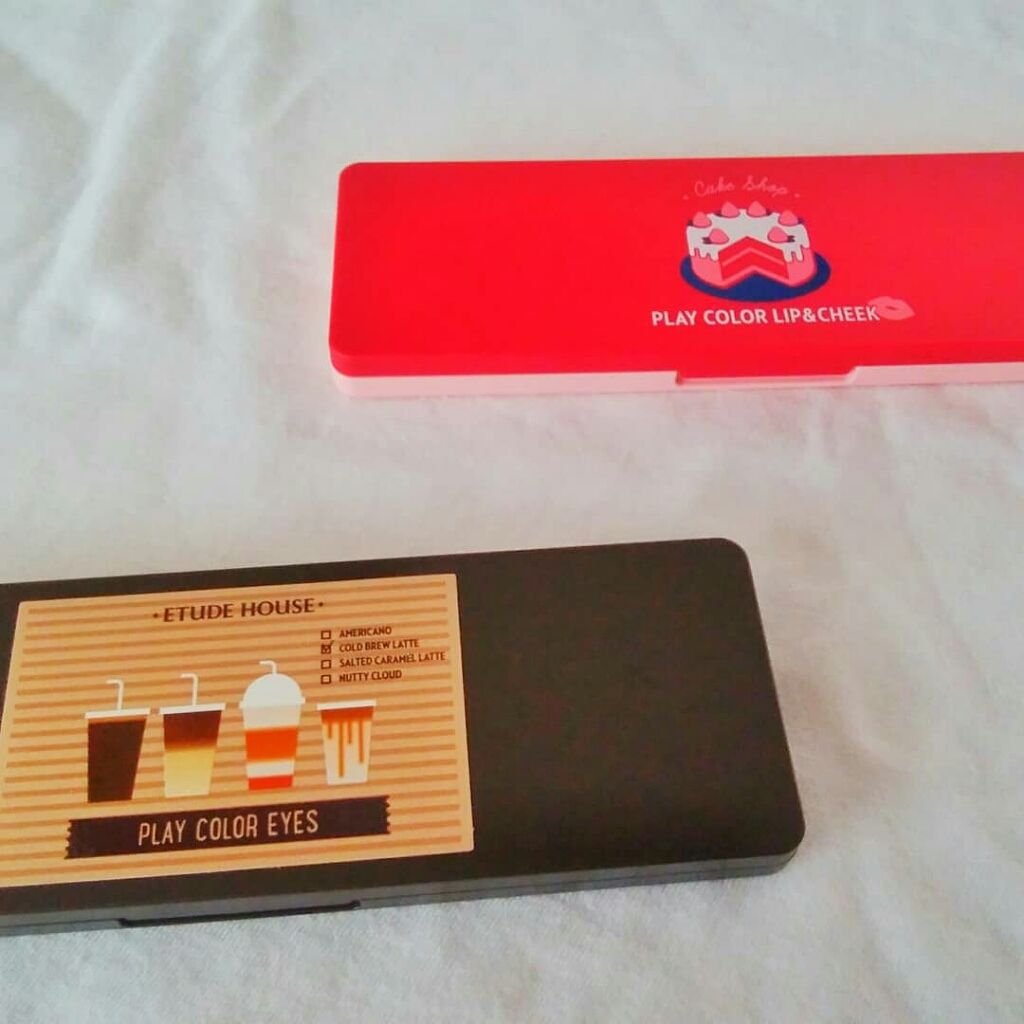 Cake Shop
PLAY COLOR LIP&CHEEK
ETUDE HOUSE
AMERICANO
COLD BREW LATTE
SALTED CARAMEL LATTE
NUTTY CLOUD
PLAY COLOR EYES